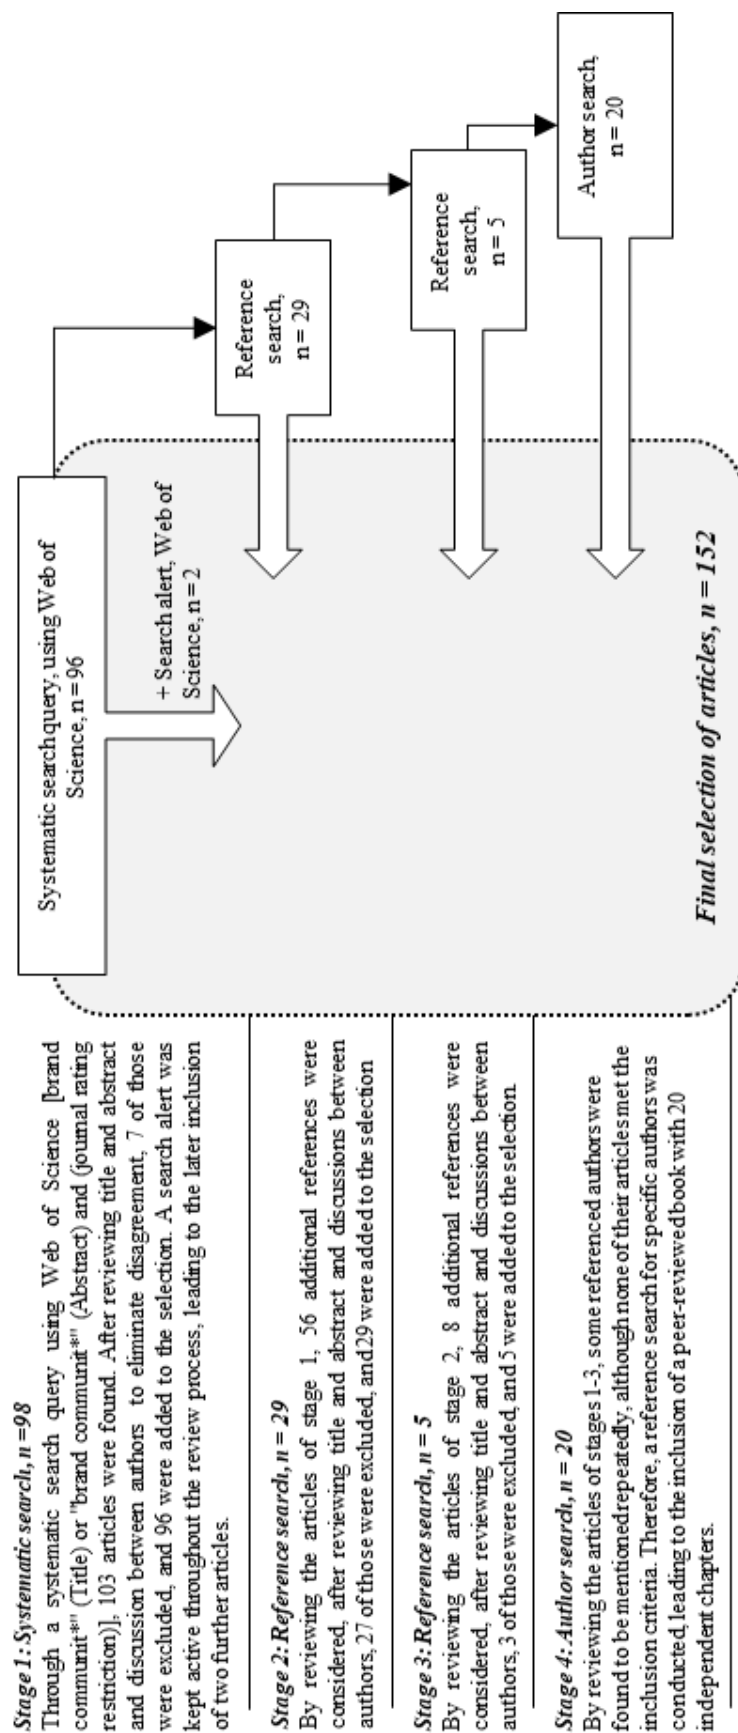 Stage 1: Systematic search, n =98
Through a systematic search query using Web of Science [brand
communit*" (Title) or "brand communit*" (Abstract) and (journal rating
restriction)], 103 articles were found. After reviewing title and abstract
and discussion between authors to eliminate disagreement, 7 of those
were excluded, and 96 were added to the selection. A search alert was
kept active throughout the review process, leading to the later inclusion
of two further articles.
Stage 2: Reference search, n = 29
By reviewing the articles of stage 1, 56 additional references were
considered, after reviewing title and abstract and discussions between
authors, 27 of those were excluded, and 29 were added to the selection
Stage 3: Reference search, n = 5
By reviewing the articles of stage 2, 8 additional references were
considered, after reviewing title and abstract and discussions between
authors, 3 of those were excluded, and 5 were added to the selection.
Stage 4: Author search, n = 20
By reviewing the articles of stages 1-3, some referenced authors were
found to be mentioned repeatedly, although none of their articles met the
inclusion criteria. Therefore, a reference search for specific authors was
conducted, leading to the inclusion of a peer-reviewed book with 20
independent chapters.
Systematic search query, using Web of
Science, n = 96
+ Search alert, Web of
Science, n = 2
Reference
search,
n = 29
Reference
search,
n = 5
Author search,
n = 20
Final selection of articles, n = 152